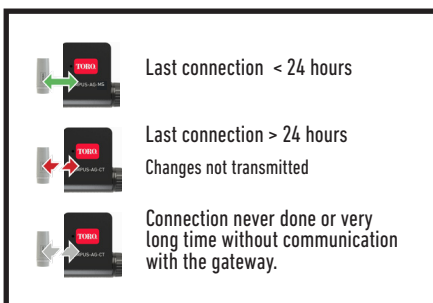 TORO.
Last connection < 24 hours
TORO.
Last connection > 24 hours
Changes not transmitted
TORO.
Connection never done or very
long time without communication
with the gateway.